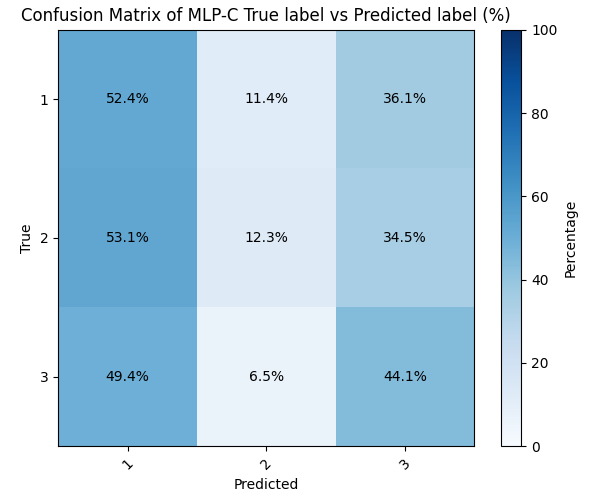 Confusion Matrix of MLP-C True label vs Predicted label (%)
1 52.4% 11.4% 36.1%
2 53.1% 12.3% 34.5%
3 49.4% 6.5% 44.1%
True
1 2 3
Predicted
100
80
60
40
20
0
Percentage